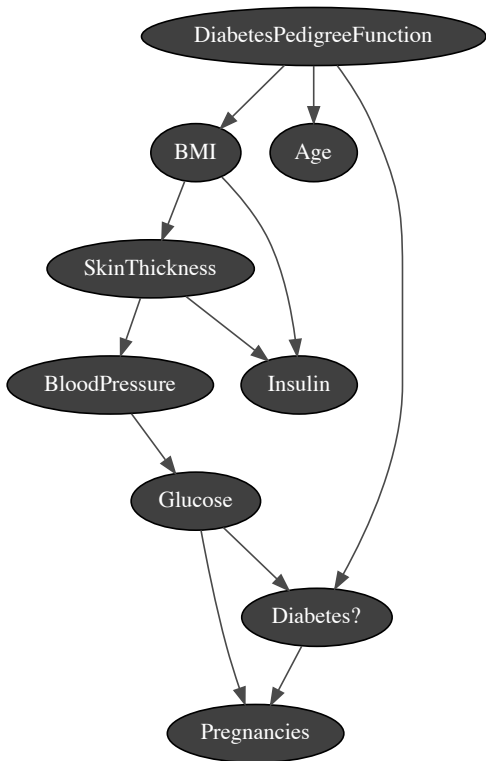 DiabetesPedigreeFunction
BMI
Age
SkinThickness
BloodPressure
Insulin
Glucose
Diabetes?
Pregnancies